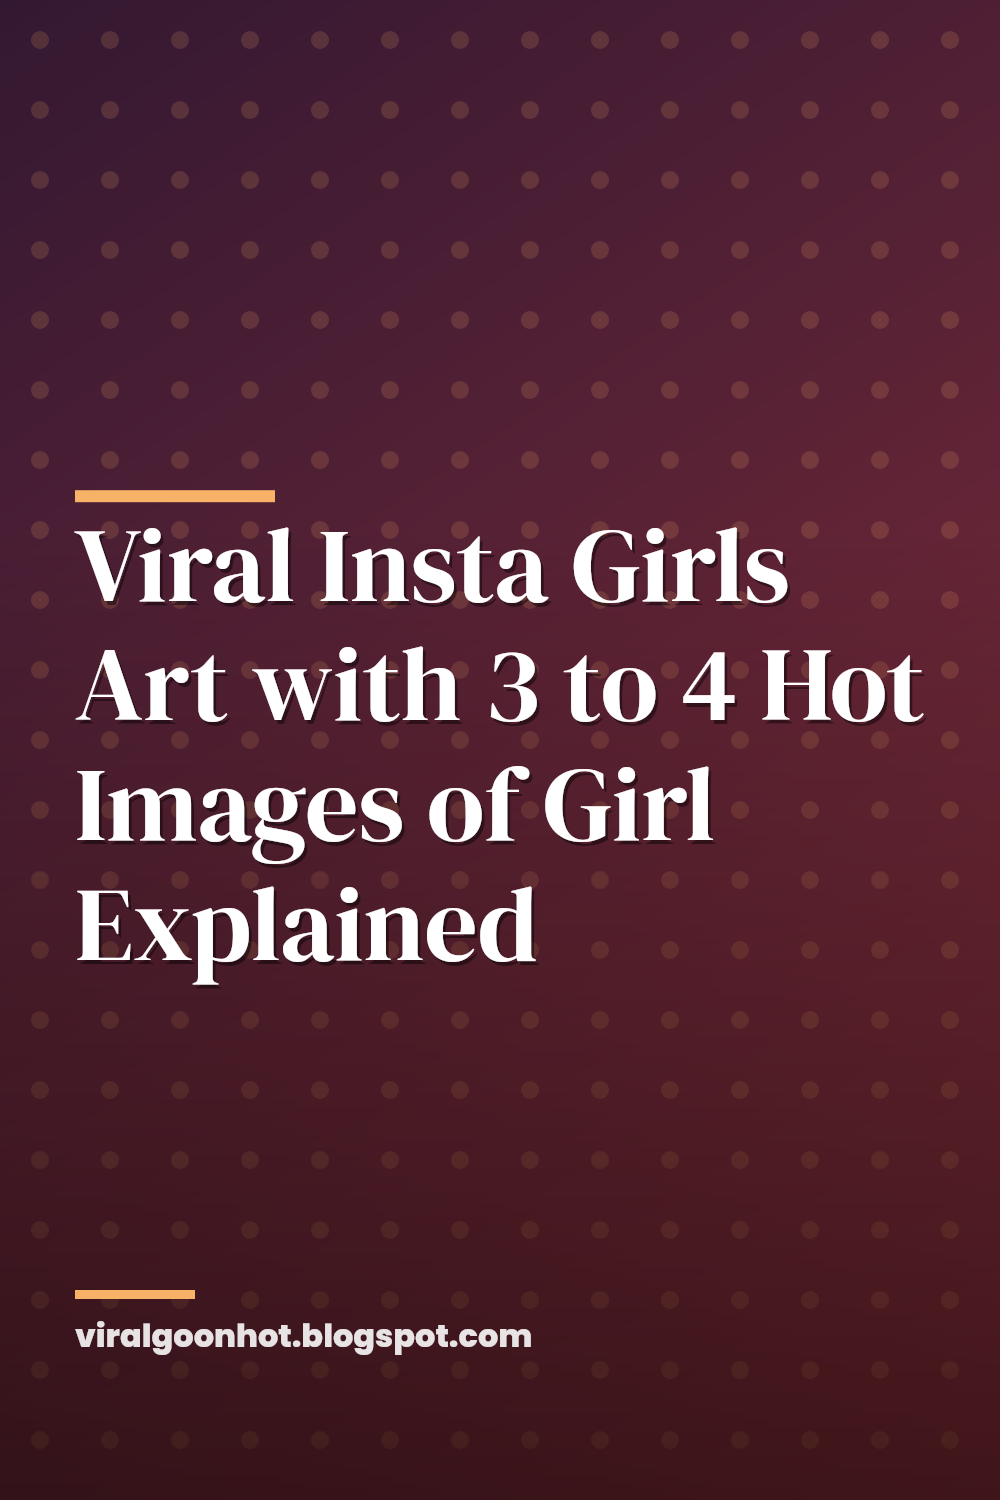 Viral Insta Girls
Art with 3 to 4 Hot
Images of Girl
Explained
viralgoonhot.blogspot.com